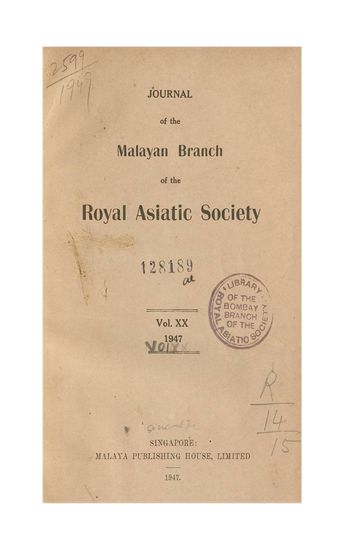 2599
1947
JOURNAL
of the
Malayan Branch
of the
Royal Asiatic Society
128189
LIBRARY
OF THE
BOMBAY
BRANCH
OF THE
ROYAL ASIATIC SOCIETY
Vol. XX
1947
R
14
15
SINGAPORE:
MALAYA PUBLISHING HOUSE, LIMITED
1947.